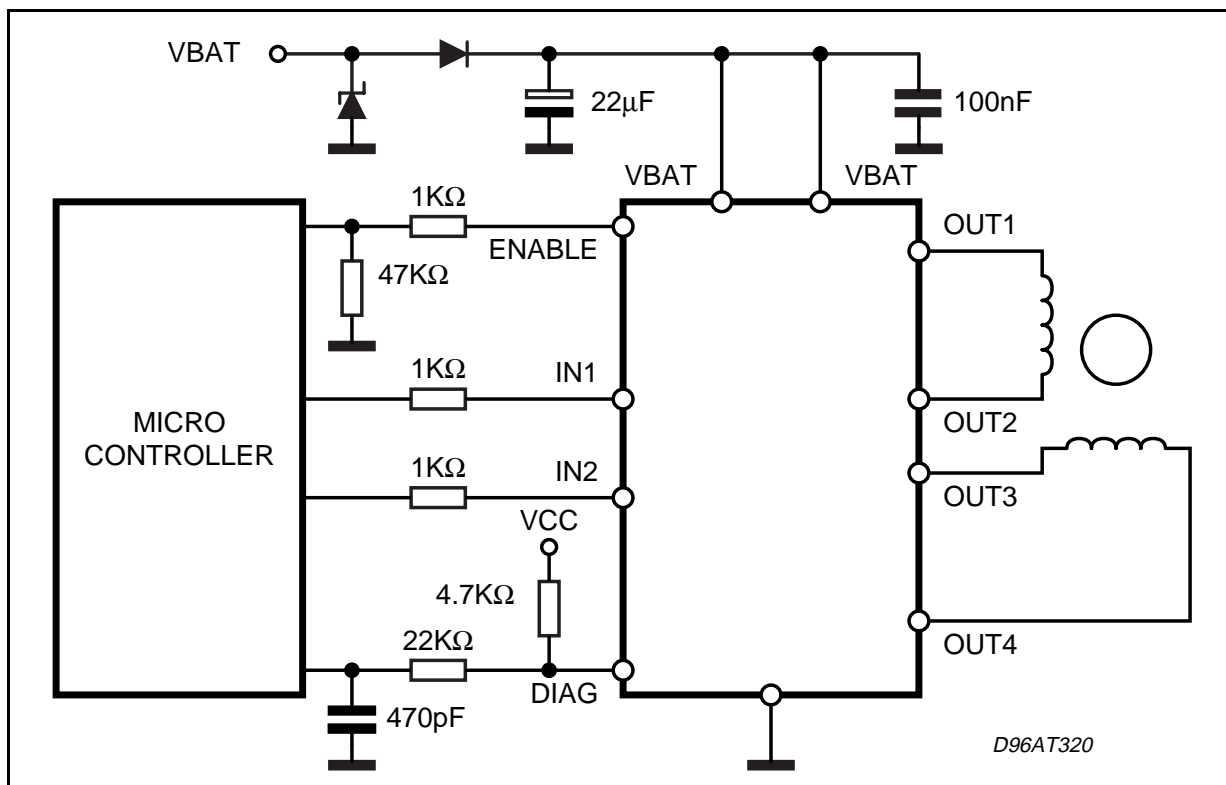 VBAT
22µF
100nF
VBAT
VBAT
1KΩ
ENABLE
OUT1
47KΩ
1KΩ
IN1
OUT2
MICRO
CONTROLLER
1KΩ
IN2
OUT3
VCC
4.7KΩ
22KΩ
OUT4
DIAG
470pF
D96AT320